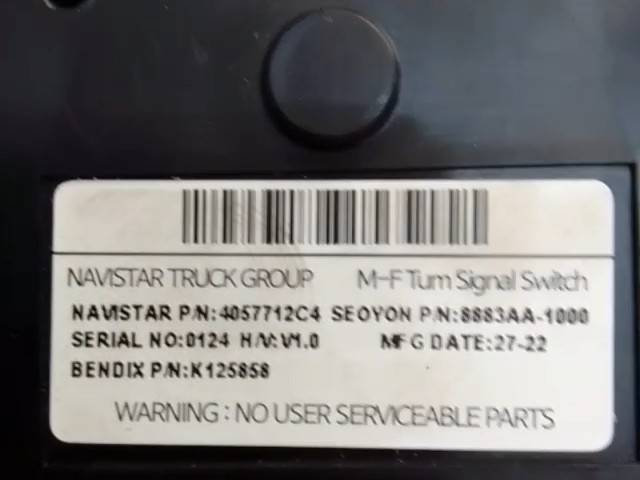 NAVISTAR TRUCK GROUP M-F Turn Signal Switch
NAVISTAR P/N:4057712C4 SEOYON P/N:8883AA-1000
SERIAL NO:0124 H/V:V1.0 MFG DATE:27-22
BENDIX P/N:K125858
WARNING : NO USER SERVICEABLE PARTS